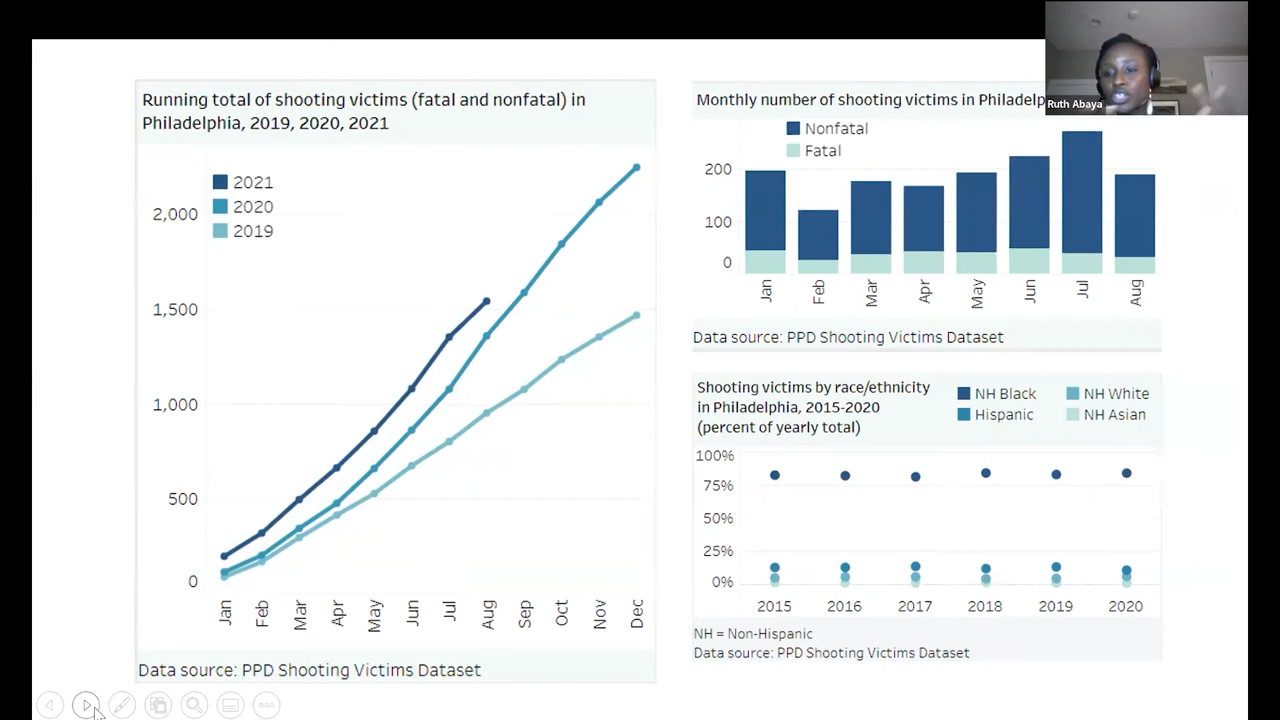 Running total of shooting victims (fatal and nonfatal) in
Philadelphia, 2019, 2020, 2021
2021
2020
2019
2,000
1,500
1,000
500
0
Jan Feb Mar Apr May Jun Jul Aug Sep Oct Nov Dec
Data source: PPD Shooting Victims Dataset
Monthly number of shooting victims in Philadelp
Ruth Abaya
Nonfatal
Fatal
200
100
0
Jan Feb Mar Apr May Jun Jul Aug
Data source: PPD Shooting Victims Dataset
Shooting victims by race/ethnicity
in Philadelphia, 2015-2020
(percent of yearly total)
NH Black NH White
Hispanic NH Asian
100%
75%
50%
25%
0%
2015 2016 2017 2018 2019 2020
NH = Non-Hispanic
Data source: PPD Shooting Victims Dataset